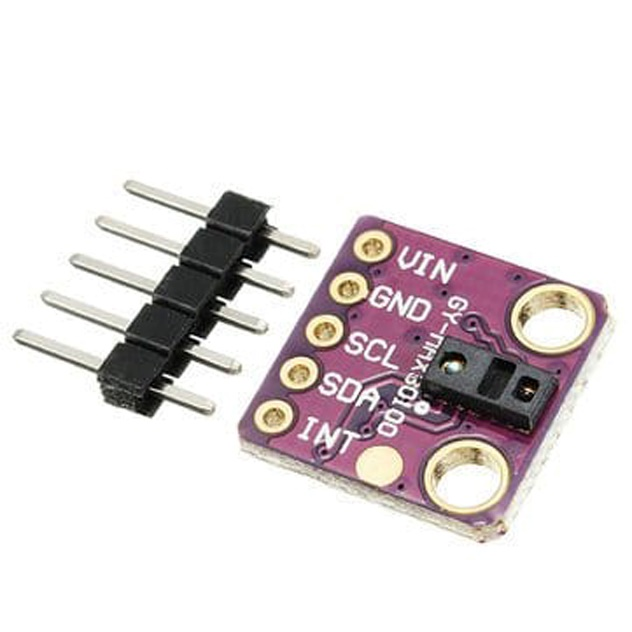 VIN
GND
SCL
SDA
INT
GY-MAX30100